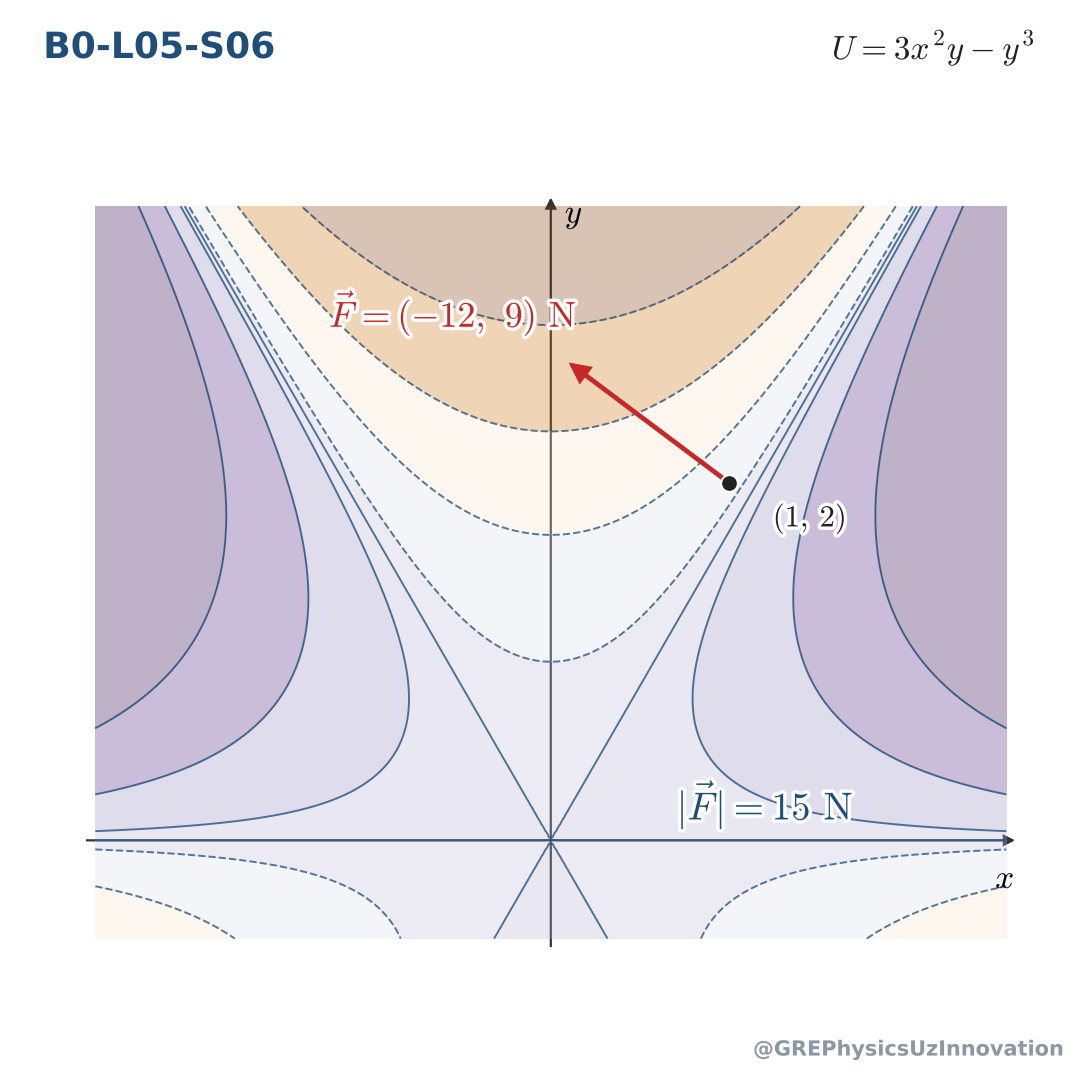 B0-L05-S06
U = 3x²y − y³
y
F⃗ = (−12, 9) N
(1, 2)
|F⃗| = 15 N
x
@GREPhysicsUzInnovation